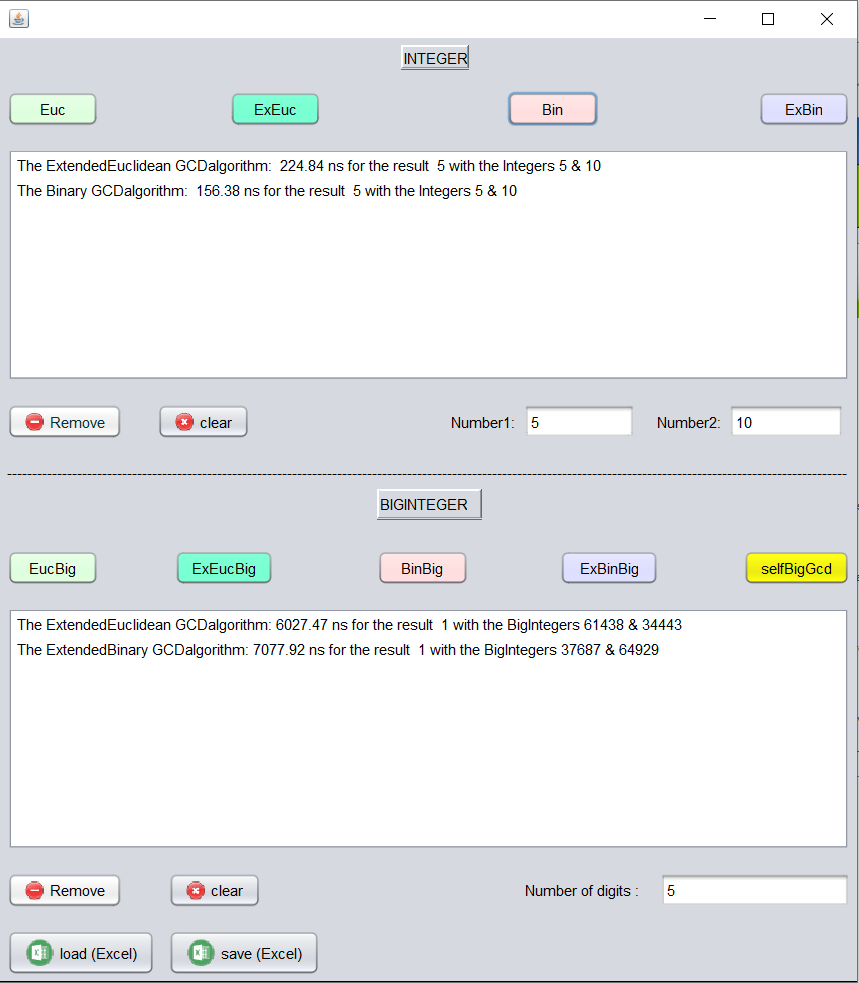 INTEGER
Euc ExEuc Bin ExBin
The ExtendedEuclidean GCDalgorithm:  224.84 ns for the result  5 with the Integers 5 & 10
The Binary GCDalgorithm:  156.38 ns for the result  5 with the Integers 5 & 10
Remove clear Number1: 5 Number2: 10
BIGINTEGER
EucBig ExEucBig BinBig ExBinBig selfBigGcd
The ExtendedEuclidean GCDalgorithm: 6027.47 ns for the result  1 with the BigIntegers 61438 & 34443
The ExtendedBinary GCDalgorithm: 7077.92 ns for the result  1 with the BigIntegers 37687 & 64929
Remove clear Number of digits : 5
load (Excel) save (Excel)